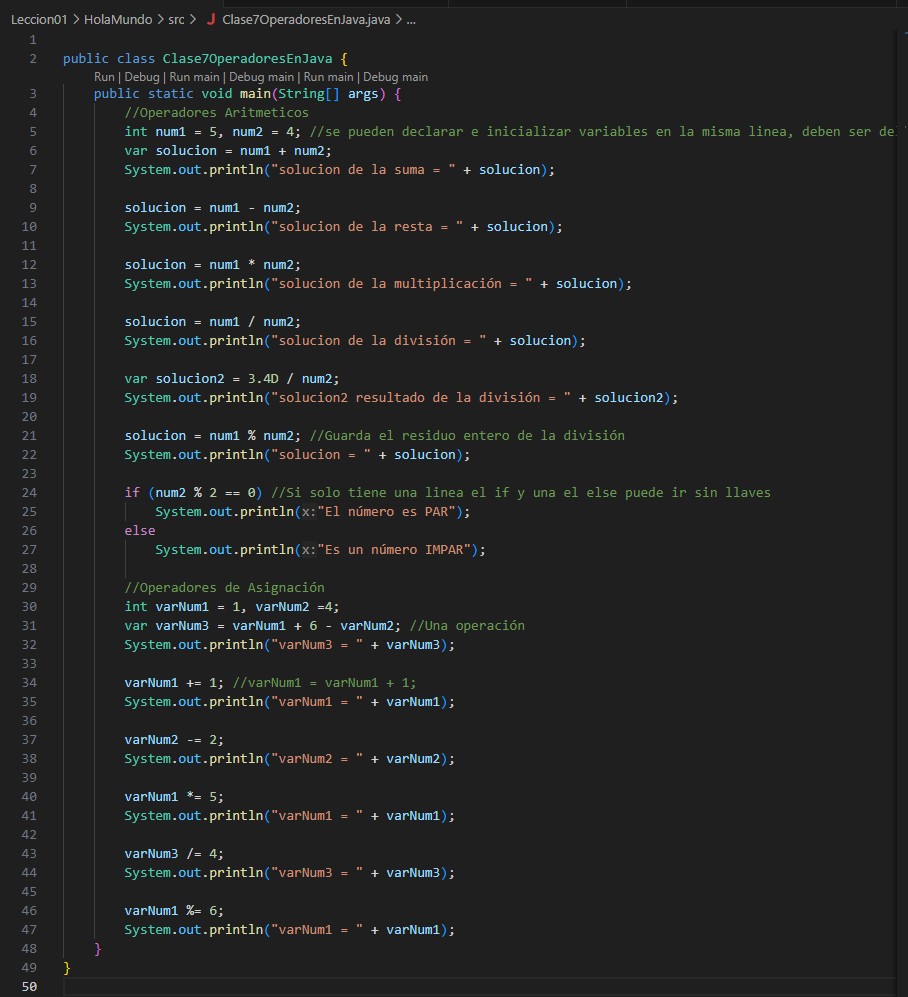 Leccion01 > HolaMundo > src > J Clase7OperadoresEnJava.java > ...
1
2 public class Clase7OperadoresEnJava {
Run | Debug | Run main | Debug main | Run main | Debug main
3 public static void main(String[] args) {
4 //Operadores Aritmeticos
5 int num1 = 5, num2 = 4; //se pueden declarar e inicializar variables en la misma linea, deben ser de
6 var solucion = num1 + num2;
7 System.out.println("solucion de la suma = " + solucion);
8
9 solucion = num1 - num2;
10 System.out.println("solucion de la resta = " + solucion);
11
12 solucion = num1 * num2;
13 System.out.println("solucion de la multiplicación = " + solucion);
14
15 solucion = num1 / num2;
16 System.out.println("solucion de la división = " + solucion);
17
18 var solucion2 = 3.4D / num2;
19 System.out.println("solucion2 resultado de la división = " + solucion2);
20
21 solucion = num1 % num2; //Guarda el residuo entero de la división
22 System.out.println("solucion = " + solucion);
23
24 if (num2 % 2 == 0) //Si solo tiene una linea el if y una el else puede ir sin llaves
25 System.out.println(x:"El número es PAR");
26 else
27 System.out.println(x:"Es un número IMPAR");
28
29 //Operadores de Asignación
30 int varNum1 = 1, varNum2 =4;
31 var varNum3 = varNum1 + 6 - varNum2; //Una operación
32 System.out.println("varNum3 = " + varNum3);
33
34 varNum1 += 1; //varNum1 = varNum1 + 1;
35 System.out.println("varNum1 = " + varNum1);
36
37 varNum2 -= 2;
38 System.out.println("varNum2 = " + varNum2);
39
40 varNum1 *= 5;
41 System.out.println("varNum1 = " + varNum1);
42
43 varNum3 /= 4;
44 System.out.println("varNum3 = " + varNum3);
45
46 varNum1 %= 6;
47 System.out.println("varNum1 = " + varNum1);
48 }
49 }
50